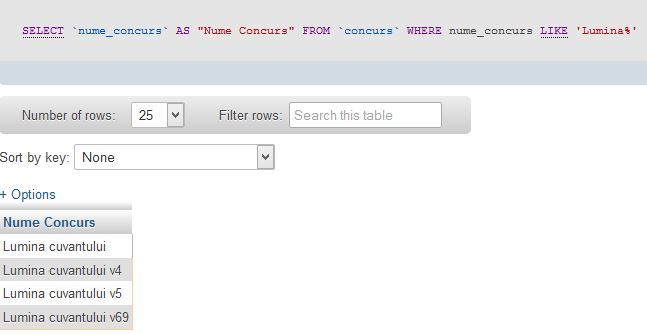 SELECT `nume_concurs` AS "Nume Concurs" FROM `concurs` WHERE nume_concurs LIKE 'Lumina%'
Number of rows: 25 Filter rows: Search this table
Sort by key: None
+ Options
Nume Concurs
Lumina cuvantului
Lumina cuvantului v4
Lumina cuvantului v5
Lumina cuvantului v69